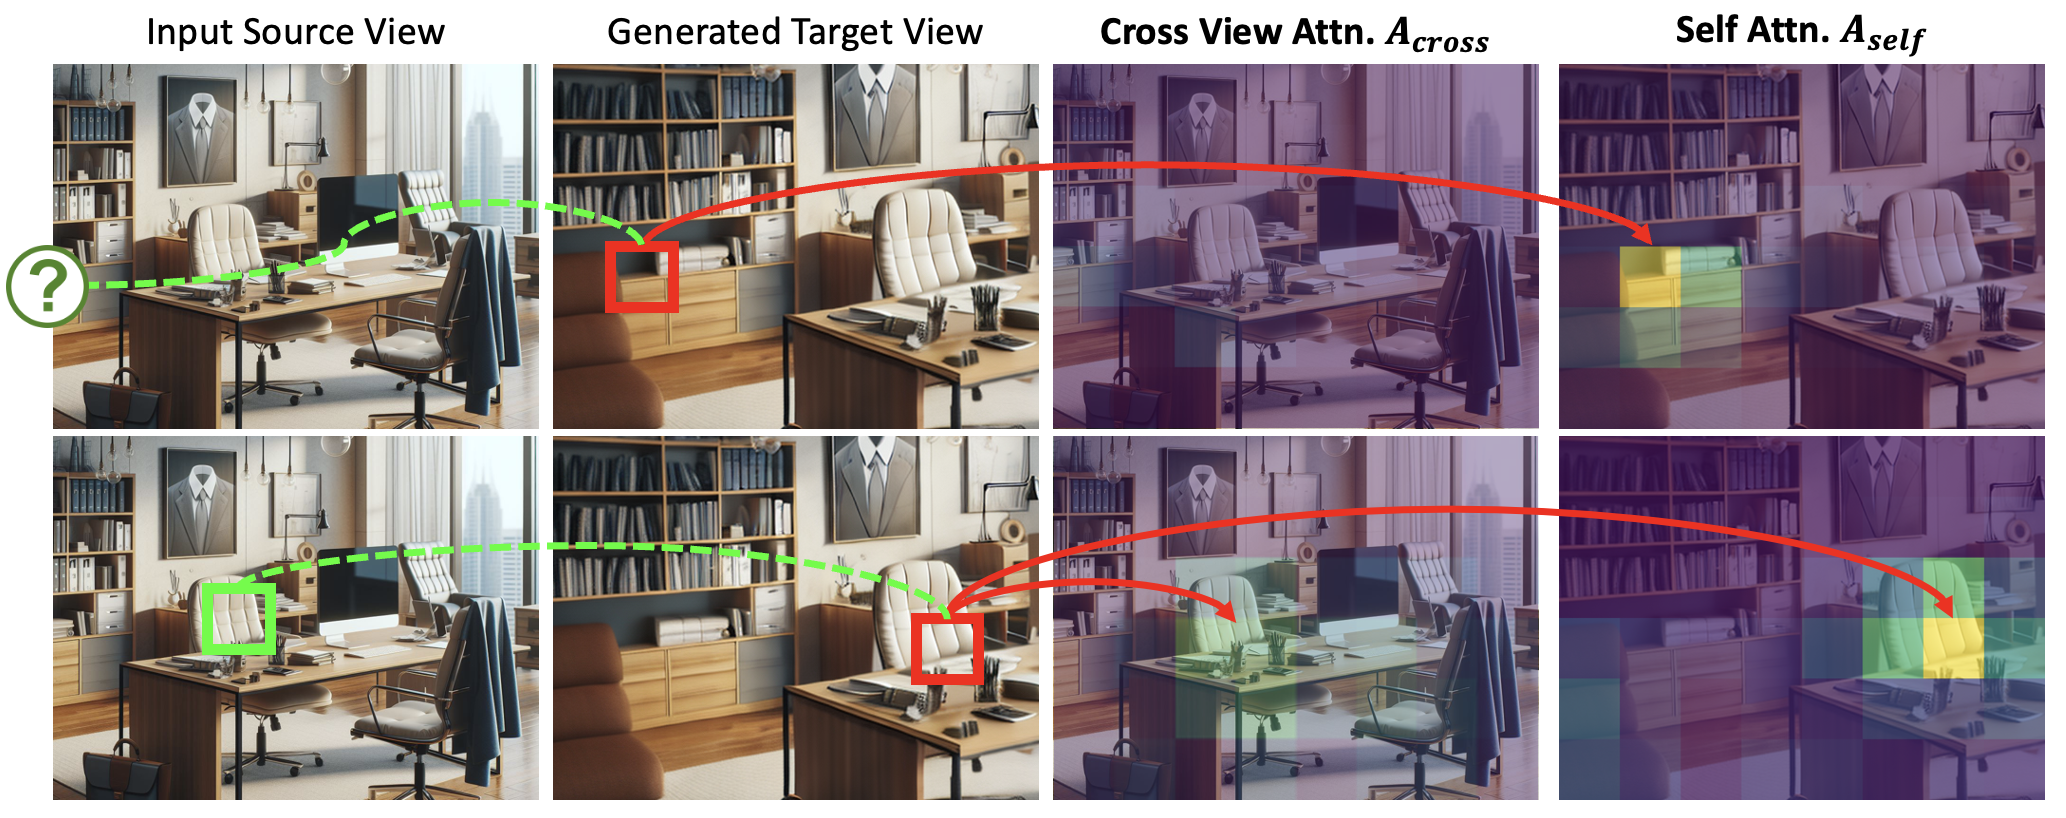 Input Source View
Generated Target View
Cross View Attn. A_cross
Self Attn. A_self
?